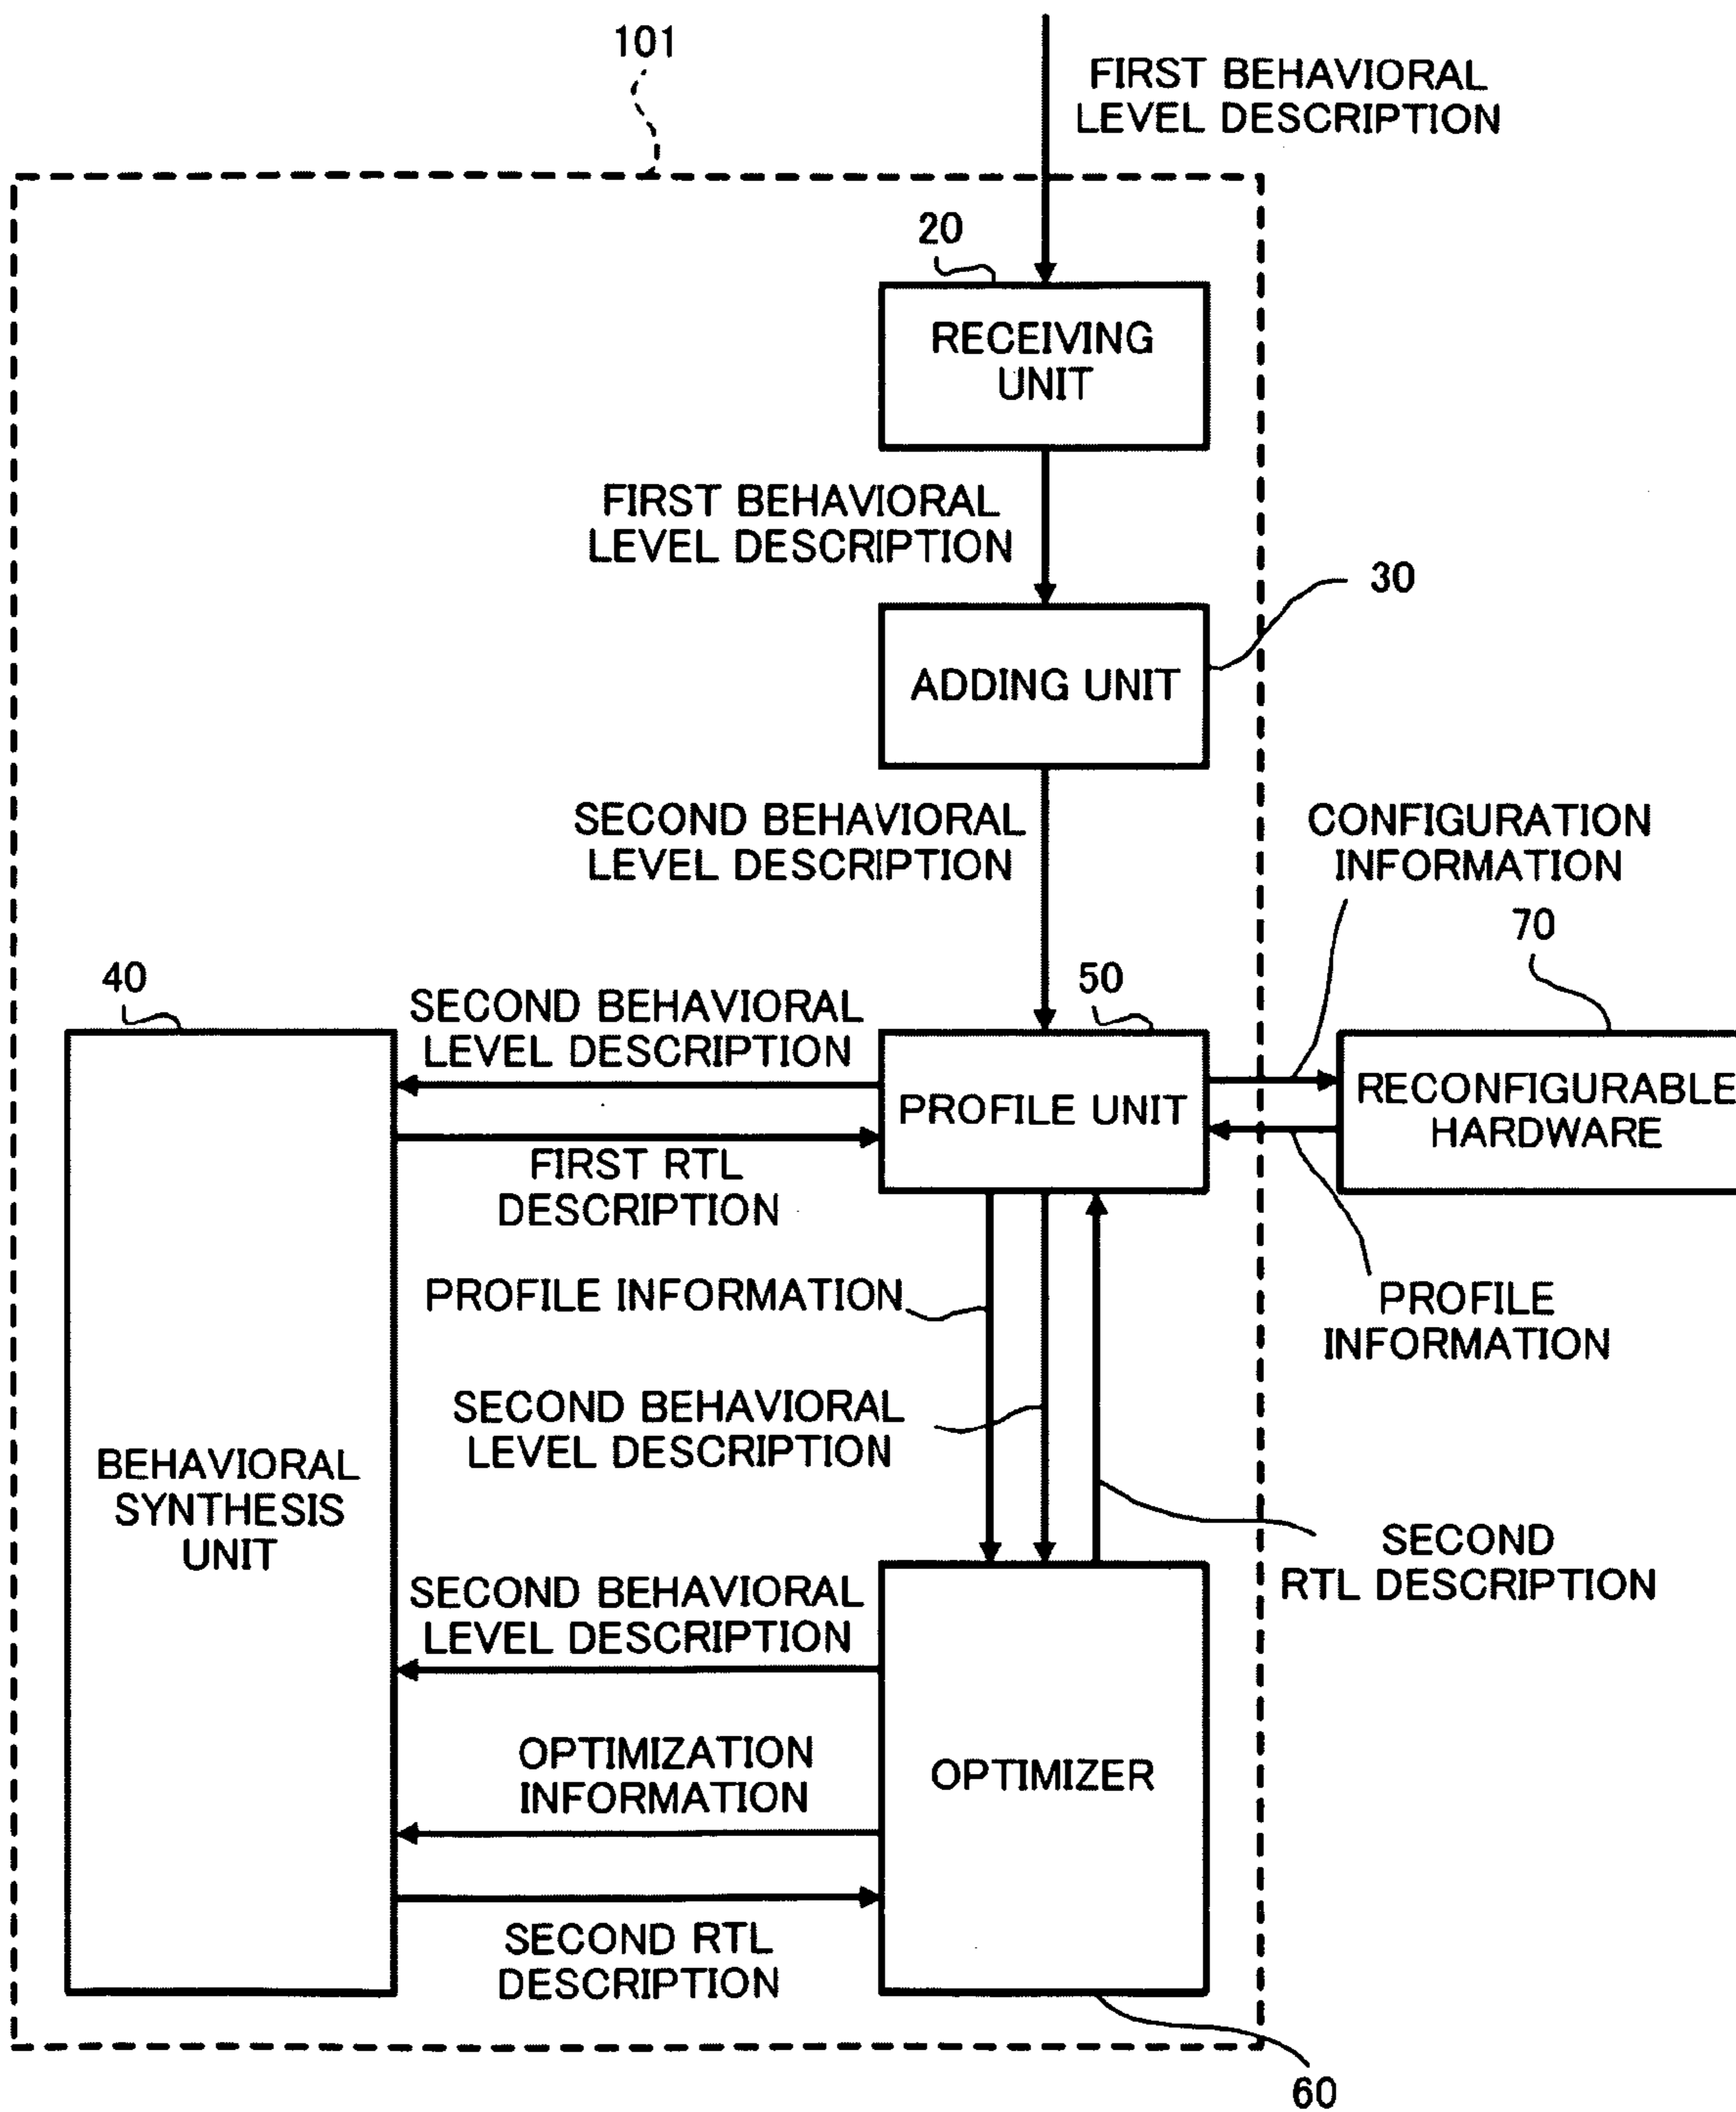 101
FIRST BEHAVIORAL
LEVEL DESCRIPTION
20
RECEIVING
UNIT
FIRST BEHAVIORAL
LEVEL DESCRIPTION
30
ADDING UNIT
SECOND BEHAVIORAL
LEVEL DESCRIPTION
CONFIGURATION
INFORMATION
70
40
SECOND BEHAVIORAL
LEVEL DESCRIPTION
50
PROFILE UNIT
RECONFIGURABLE
HARDWARE
FIRST RTL
DESCRIPTION
PROFILE INFORMATION
PROFILE
INFORMATION
SECOND BEHAVIORAL
LEVEL DESCRIPTION
BEHAVIORAL
SYNTHESIS
UNIT
SECOND
RTL DESCRIPTION
SECOND BEHAVIORAL
LEVEL DESCRIPTION
OPTIMIZATION
INFORMATION
OPTIMIZER
SECOND RTL
DESCRIPTION
60